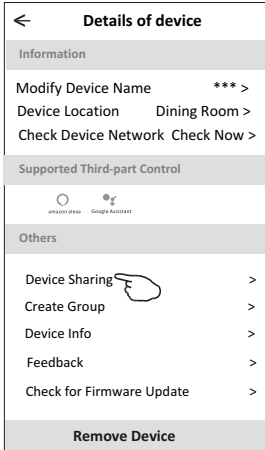 Details of device
Information
Modify Device Name *** >
Device Location Dining Room >
Check Device Network Check Now >
Supported Third-part Control
amazon alexa Google Assistant
Others
Device Sharing >
Create Group >
Device Info >
Feedback >
Check for Firmware Update >
Remove Device